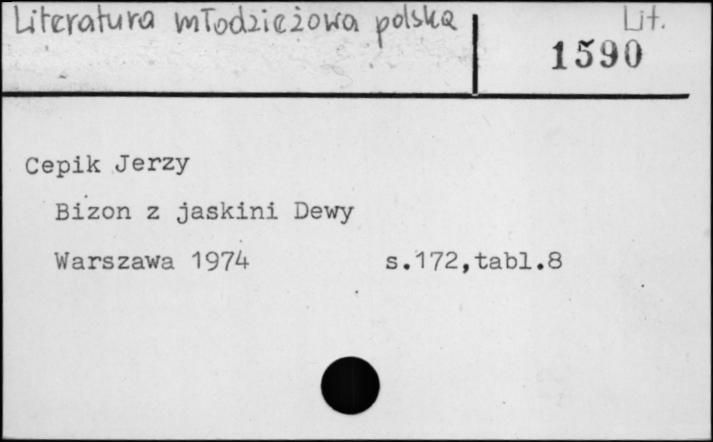 Literatura młodzieżowa polska
Lit.
1590
Cepik Jerzy
Bizon z jaskini Dewy
Warszawa 1974 s.172,tabl.8